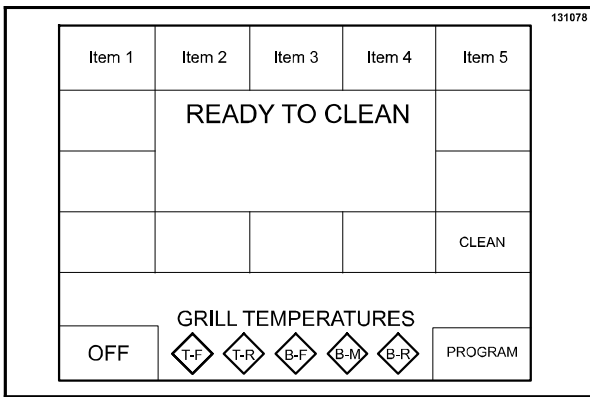 131078
Item 1 Item 2 Item 3 Item 4 Item 5
READY TO CLEAN
CLEAN
GRILL TEMPERATURES
OFF T-F T-R B-F B-M B-R PROGRAM